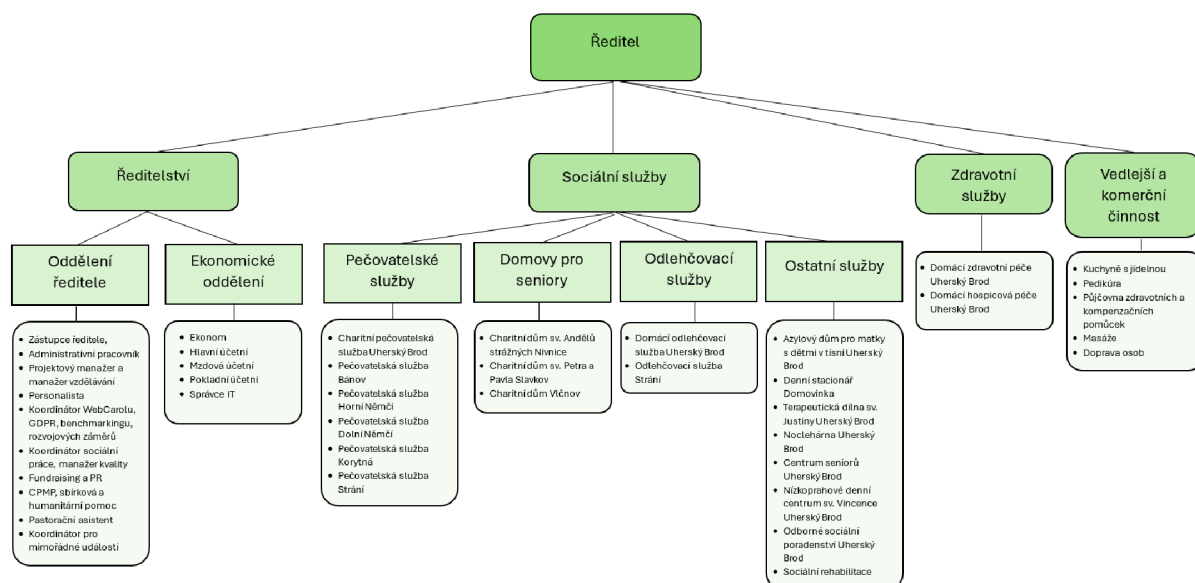 Ředitel
Ředitelství
Sociální služby
Zdravotní
služby
Vedlejší a
komerční
činnost
Oddělení
ředitele
Ekonomické
oddělení
Pečovatelské
služby
Domovy pro
seniory
Odlehčovací
služby
Ostatní služby
• Zástupce ředitele,
• Administrativní pracovník
• Projektový manažer a
manažer vzdělávání
• Personalista
• Koordinátor WebCarolu,
GDPR, benchmarkingu,
rozvojových záměrů
• Koordinátor sociální
práce, manažer kvality
• Fundraising a PR
• CPMP, sbírková a
humanitární pomoc
• Pastorační asistent
• Koordinátor pro
mimořádné události
• Ekonom
• Hlavní účetní
• Mzdová účetní
• Pokladní účetní
• Správce IT
• Charitní pečovatelská
služba Uherský Brod
• Pečovatelská služba
Bánov
• Pečovatelská služba
Horní Němčí
• Pečovatelská služba
Dolní Němčí
• Pečovatelská služba
Korytná
• Pečovatelská služba
Strání
• Charitní dům sv. Andělů
strážných Nivnice
• Charitní dům sv. Petra a
Pavla Slavkov
• Charitní dům Vlčnov
• Domácí odlehčovací
služba Uherský Brod
• Odlehčovací služba
Strání
• Azylový dům pro matky
s dětmi v tísni Uherský
Brod
• Denní stacionář
Domovinka
• Terapeutická dílna sv.
Justiny Uherský Brod
• Noclehárna Uherský
Brod
• Centrum seniorů
Uherský Brod
• Nízkoprahové denní
centrum sv. Vincence
Uherský Brod
• Odborné sociální
poradenství Uherský
Brod
• Sociální rehabilitace
• Domácí zdravotní péče
Uherský Brod
• Domácí hospicová péče
Uherský Brod
• Kuchyně s jídelnou
• Pedikúra
• Půjčovna zdravotních a
kompenzačních
pomůcek
• Masáže
• Doprava osob